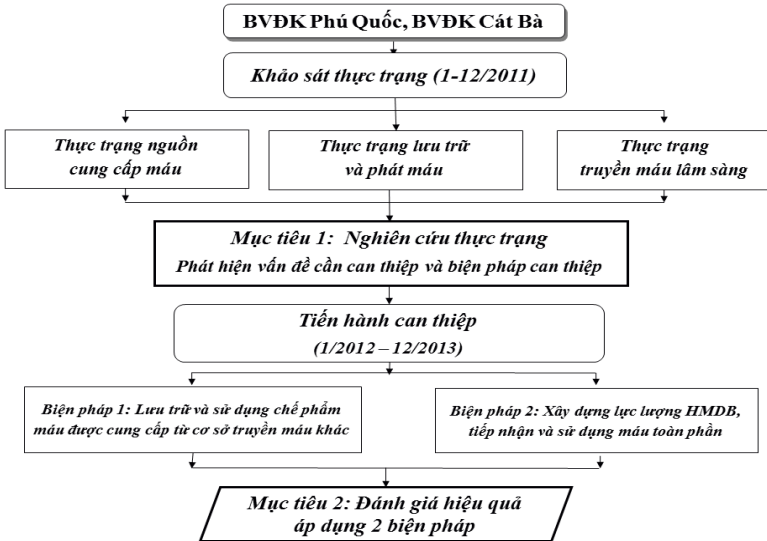 BVĐK Phú Quốc, BVĐK Cát Bà
Khảo sát thực trạng (1-12/2011)
Thực trạng nguồn
cung cấp máu
Thực trạng lưu trữ
và phát máu
Thực trạng
truyền máu lâm sàng
Mục tiêu 1: Nghiên cứu thực trạng
Phát hiện vấn đề cần can thiệp và biện pháp can thiệp
Tiến hành can thiệp
(1/2012 – 12/2013)
Biện pháp 1: Lưu trữ và sử dụng chế phẩm
máu được cung cấp từ cơ sở truyền máu khác
Biện pháp 2: Xây dựng lực lượng HMDB,
tiếp nhận và sử dụng máu toàn phần
Mục tiêu 2: Đánh giá hiệu quả
áp dụng 2 biện pháp